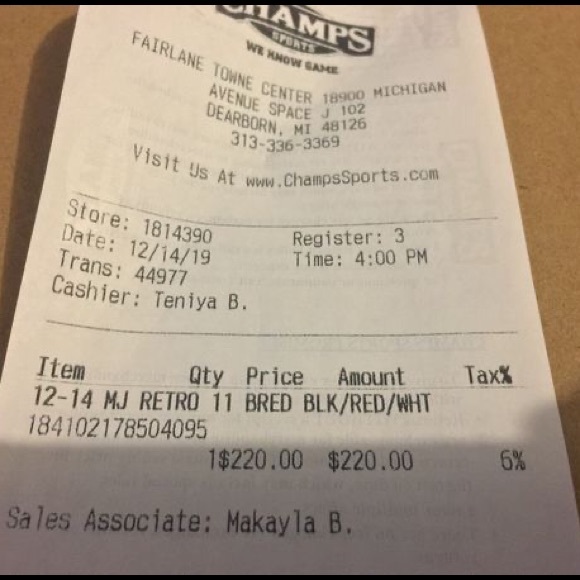 CHAMPS
SPORTS
WE KNOW GAME
FAIRLANE TOWNE CENTER 18900 MICHIGAN
AVENUE SPACE J 102
DEARBORN, MI 48126
313-336-3369
Visit Us At www.ChampsSports.com
Store: 1814390
Date: 12/14/19 Register: 3
Trans: 44977 Time: 4:00 PM
Cashier: Teniya B.
Item Qty Price Amount Tax%
12-14 MJ RETRO 11 BRED BLK/RED/WHT
184102178504095
1$220.00 $220.00 6%
Sales Associate: Makayla B.